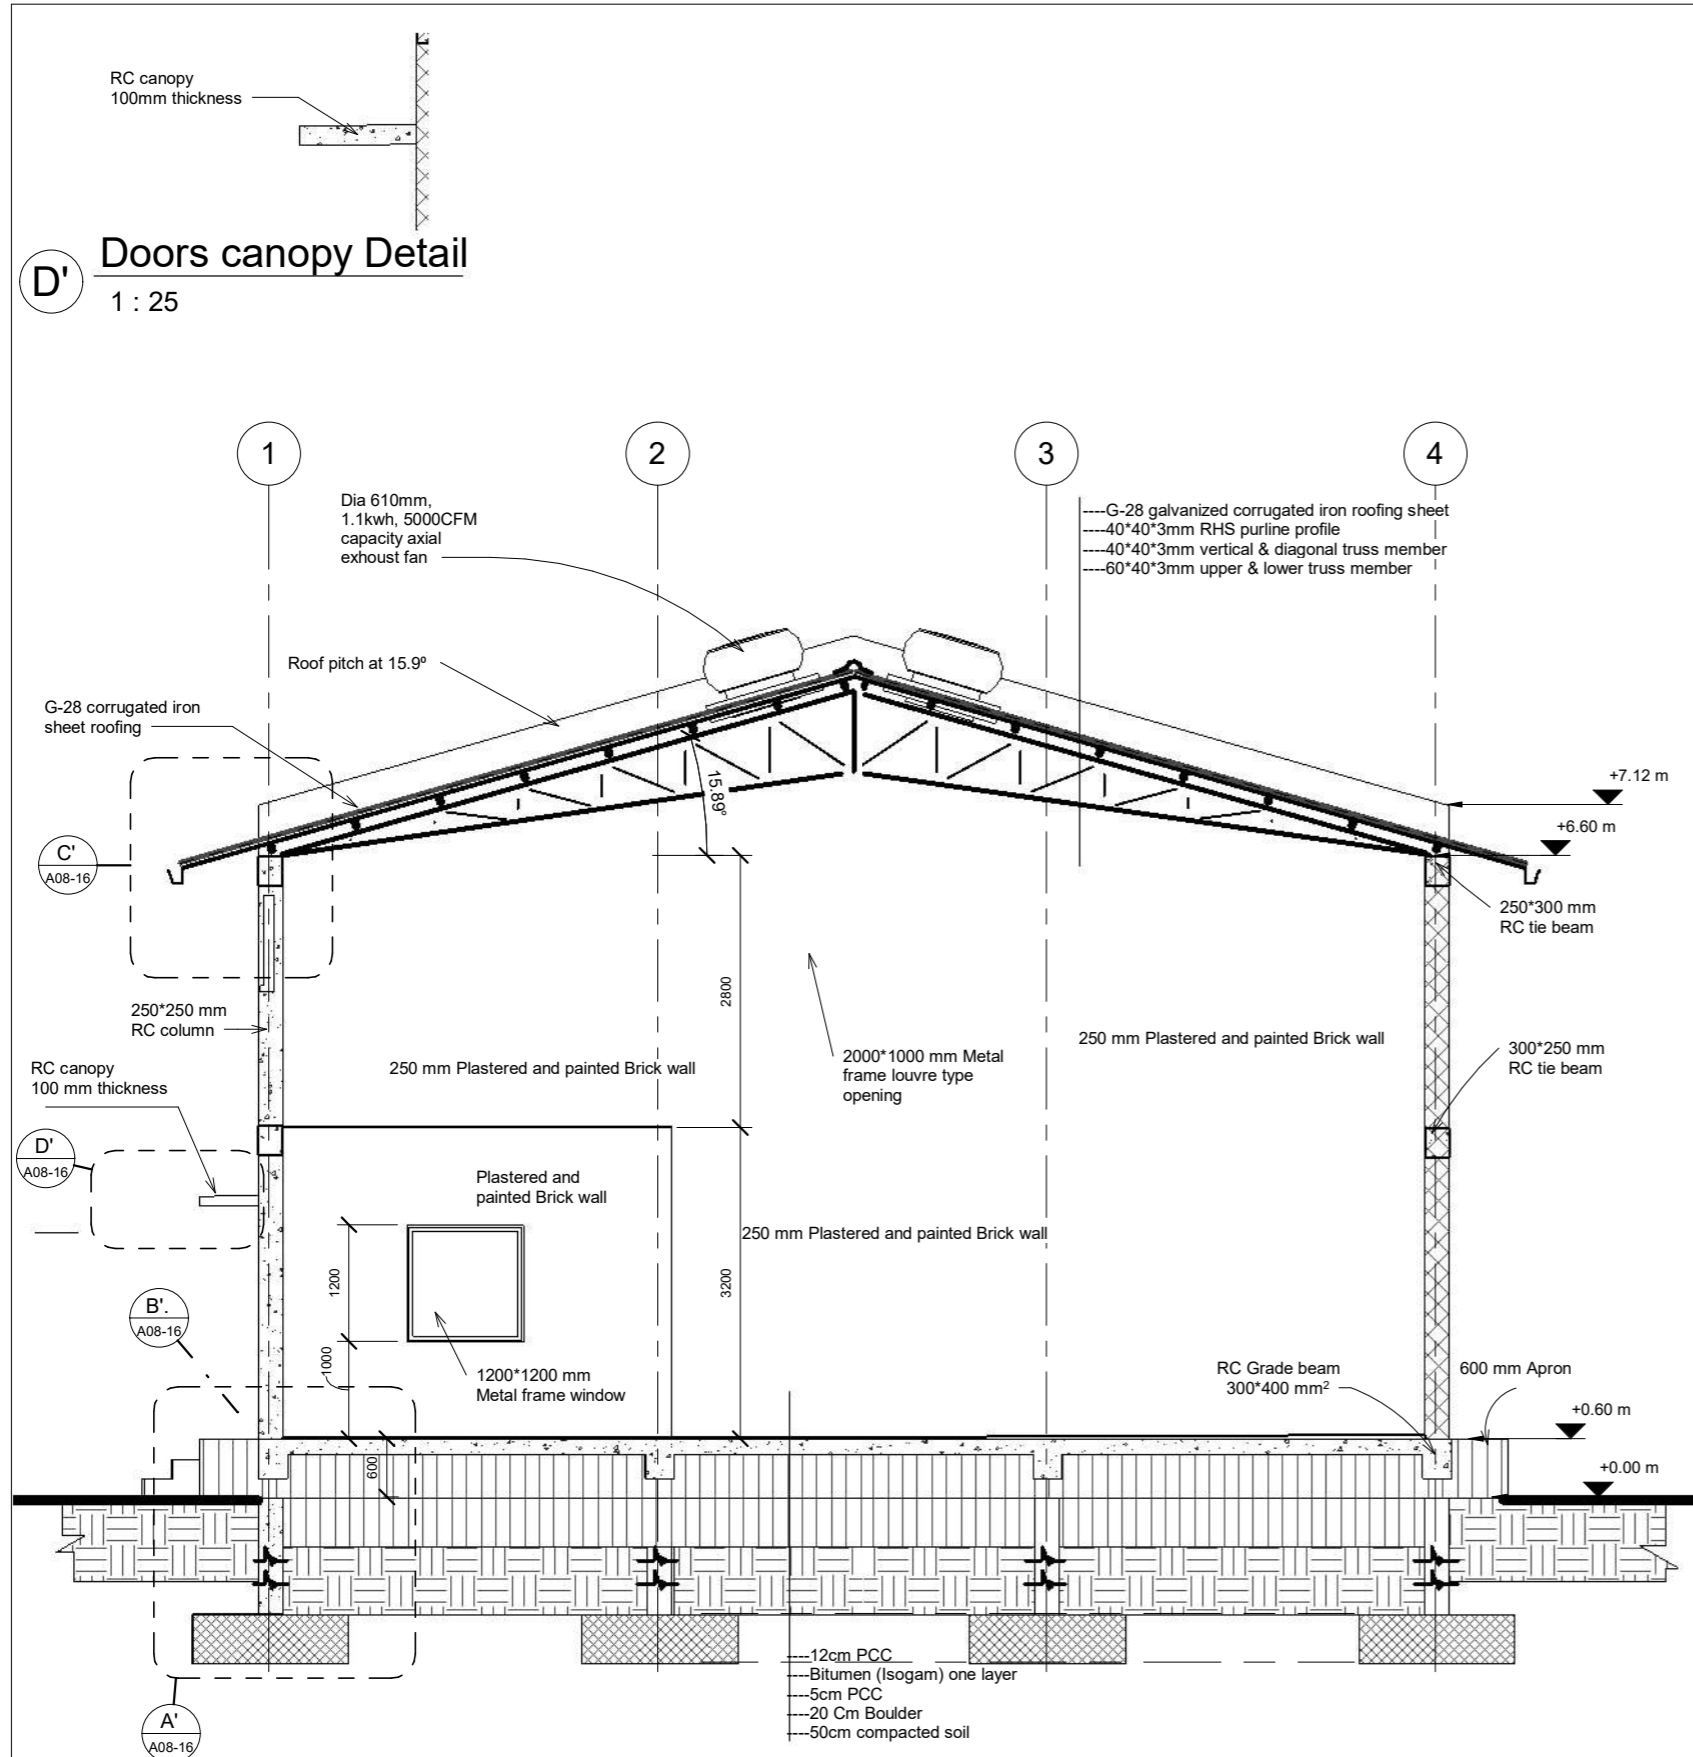 RC canopy
100mm thickness
D'
Doors canopy Detail
1 : 25
1
2
3
4
Dia 610mm,
1.1kwh, 5000CFM
capacity axial
exhoust fan
----G-28 galvanized corrugated iron roofing sheet
----40*40*3mm RHS purline profile
----40*40*3mm vertical & diagonal truss member
----60*40*3mm upper & lower truss member
Roof pitch at 15.9º
G-28 corrugated iron
sheet roofing
15.89°
+7.12 m
+6.60 m
C'
A08-16
250*300 mm
RC tie beam
2800
250*250 mm
RC column
250 mm Plastered and painted Brick wall
2000*1000 mm Metal
frame louvre type
opening
250 mm Plastered and painted Brick wall
300*250 mm
RC tie beam
RC canopy
100 mm thickness
D'
A08-16
Plastered and
painted Brick wall
250 mm Plastered and painted Brick wall
1200
3200
B'.
A08-16
1000
1200*1200 mm
Metal frame window
RC Grade beam
300*400 mm²
600 mm Apron
+0.60 m
600
+0.00 m
----12cm PCC
----Bitumen (Isogam) one layer
----5cm PCC
----20 Cm Boulder
----50cm compacted soil
A'
A08-16